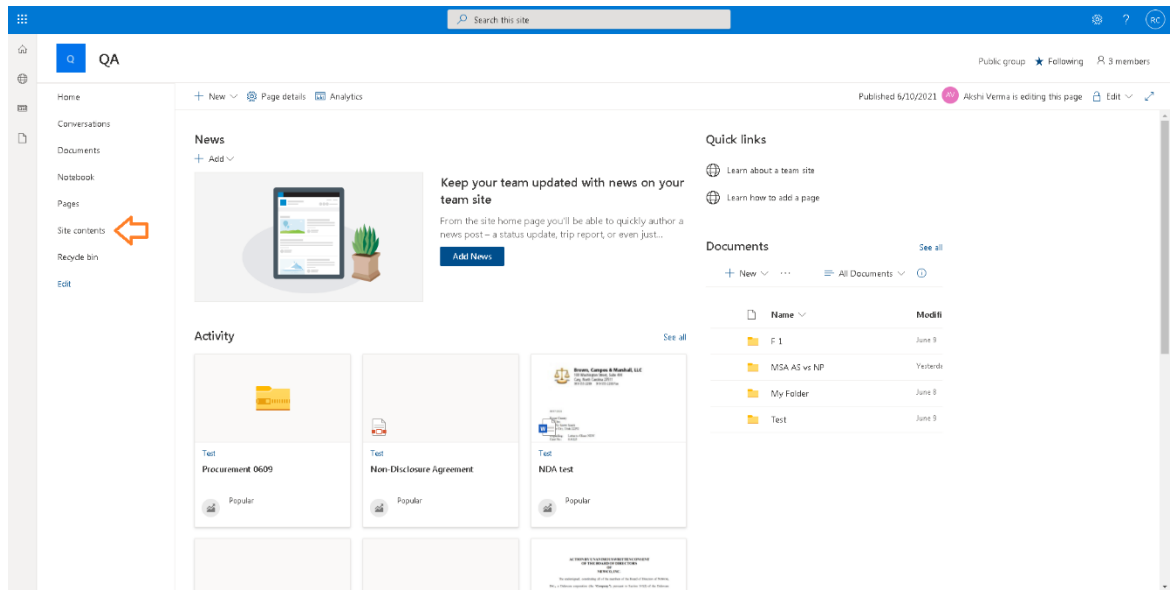 Search this site
?
RC
Q
QA
Public group
Following
3 members
Home
Conversations
Documents
Notebook
Pages
Site contents
Recycle bin
Edit
+ New
Page details
Analytics
Published 6/10/2021
AV
Akshi Verma is editing this page
Edit
News
+ Add
Keep your team updated with news on your
team site
From the site home page you'll be able to quickly author a
news post – a status update, trip report, or even just...
Add News
Activity
See all
Test
Procurement 0609
Popular
Test
Non-Disclosure Agreement
Popular
Brown, Campos & Marshall, LLC
W
Test
NDA test
Popular
Quick links
Learn about a team site
Learn how to add a page
Documents
See all
+ New
...
All Documents
Name
Modifi
F 1
June 9
MSA AS vs NP
Yesterda
My Folder
June 8
Test
June 9